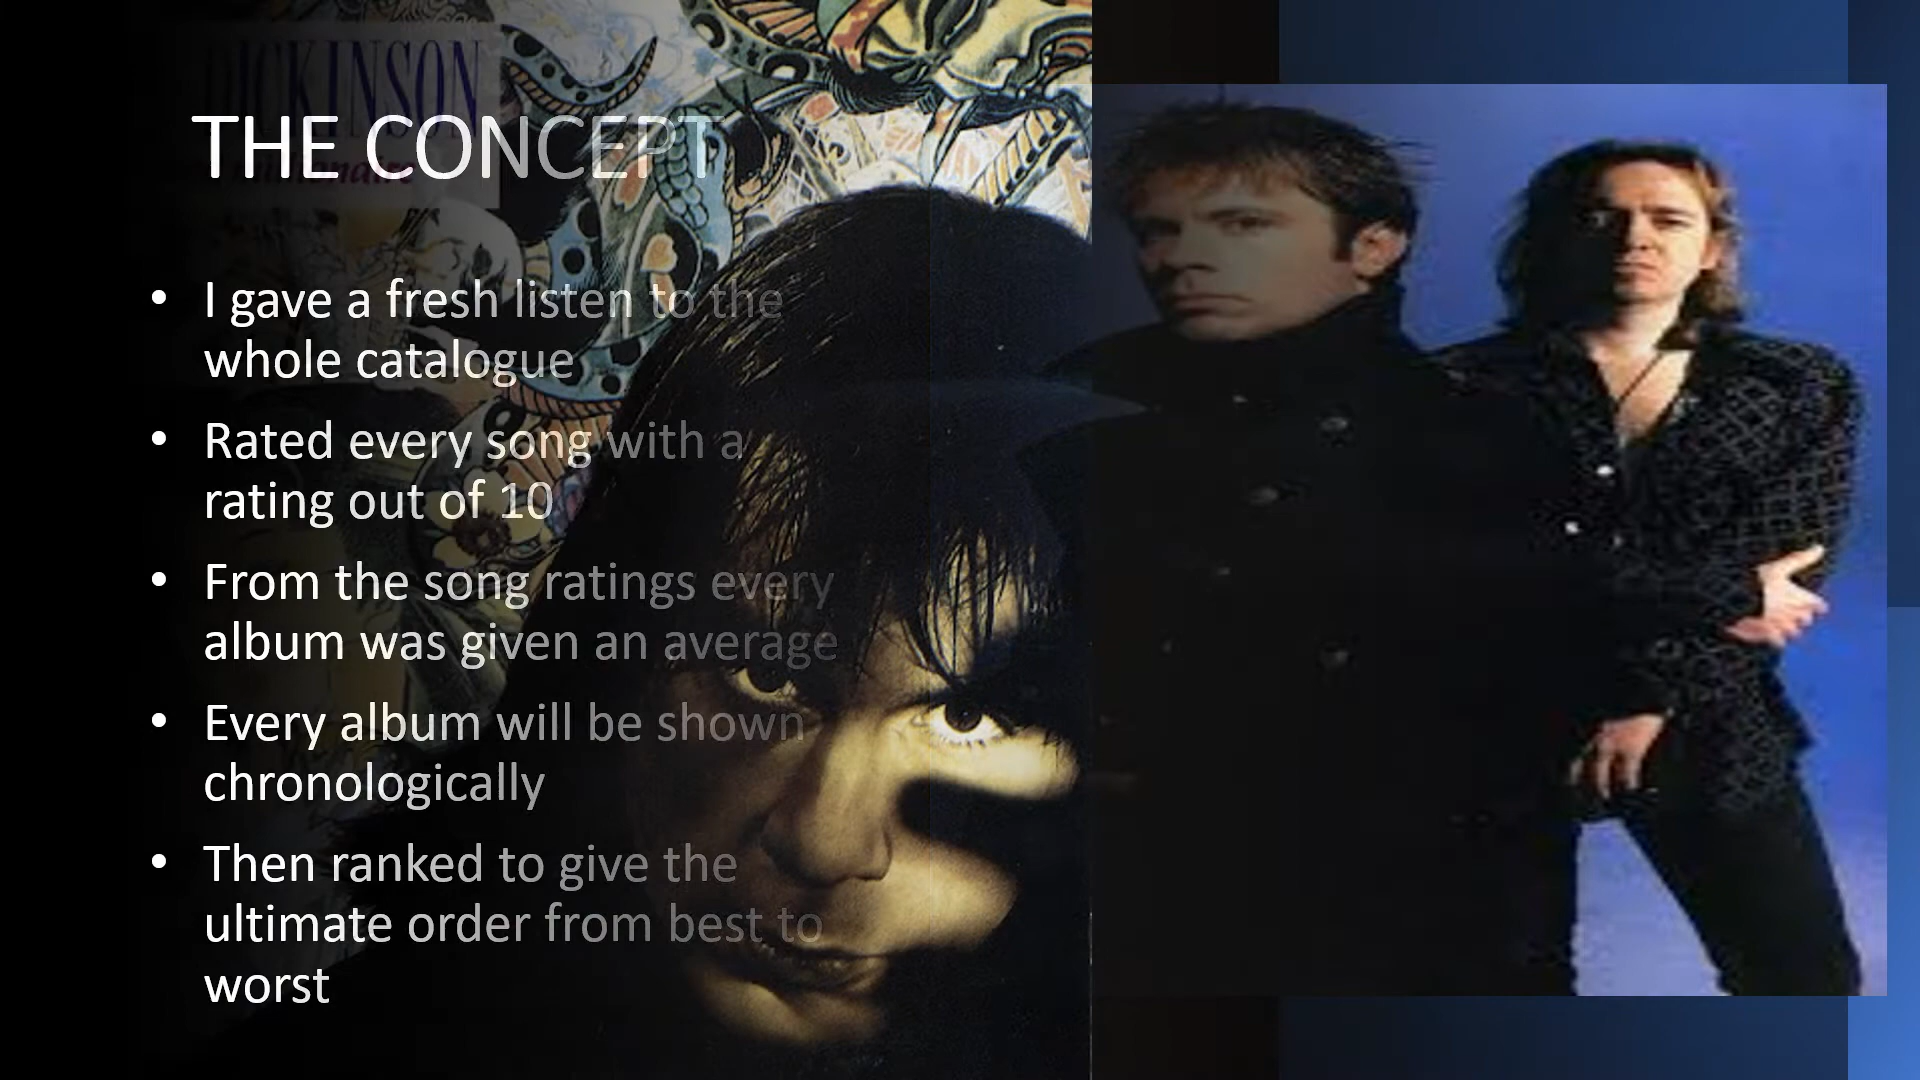 DICKINSON
THE CONCEPT
• I gave a fresh listen to the
whole catalogue
• Rated every song with a
rating out of 10
• From the song ratings every
album was given an average
• Every album will be shown
chronologically
• Then ranked to give the
ultimate order from best to
worst